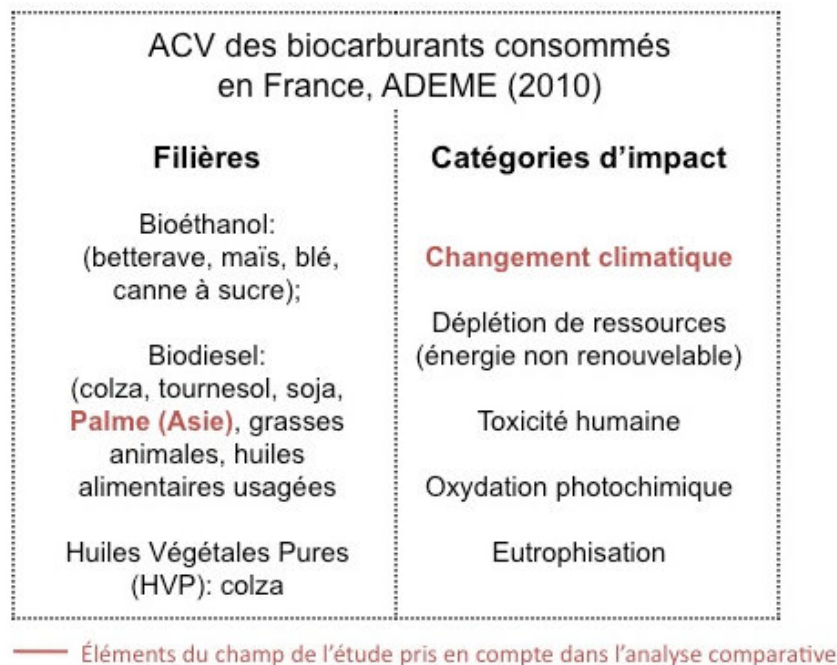 ACV des biocarburants consommés
en France, ADEME (2010)
Filières
Bioéthanol:
(betterave, maïs, blé,
canne à sucre);
Biodiesel:
(colza, tournesol, soja,
Palme (Asie), grasses
animales, huiles
alimentaires usagées
Huiles Végétales Pures
(HVP): colza
Catégories d'impact
Changement climatique
Déplétion de ressources
(énergie non renouvelable)
Toxicité humaine
Oxydation photochimique
Eutrophisation
Éléments du champ de l'étude pris en compte dans l'analyse comparative